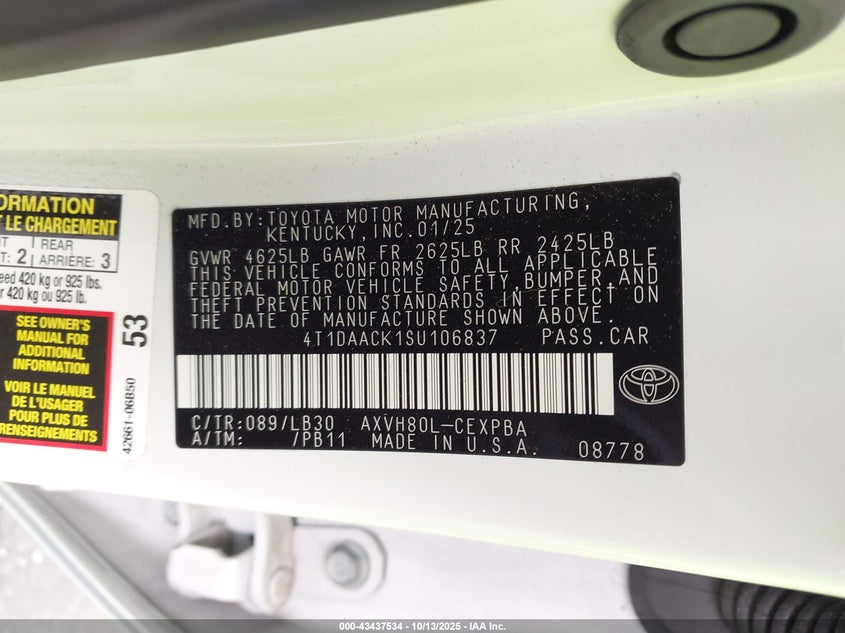 ORMATION
LE CHARGEMENT
REAR
: 2 ARRIÈRE: 3
eed 420 kg or 925 lbs.
420 kg ou 925 lb.
SEE OWNER'S
MANUAL FOR
ADDITIONAL
INFORMATION
VOIR LE MANUEL
DE L'USAGER
POUR PLUS DE
RENSEIGNEMENTS
53
42661-06B50
MFD.BY:TOYOTA MOTOR MANUFACTURING,
KENTUCKY,INC.01/25
GVWR 4625LB GAWR FR 2625LB RR 2425LB
THIS VEHICLE CONFORMS TO ALL APPLICABLE
FEDERAL MOTOR VEHICLE SAFETY,BUMPER,AND
THEFT PREVENTION STANDARDS IN EFFECT ON
THE DATE OF MANUFACTURE SHOWN ABOVE.
4T1DAACK1SU106837 PASS.CAR
C/TR:089/LB30 AXVH80L-CEXPBA
A/TM: /PB11 MADE IN U.S.A. 08778
000-43437534 | 10/13/2025 - IAA Inc.